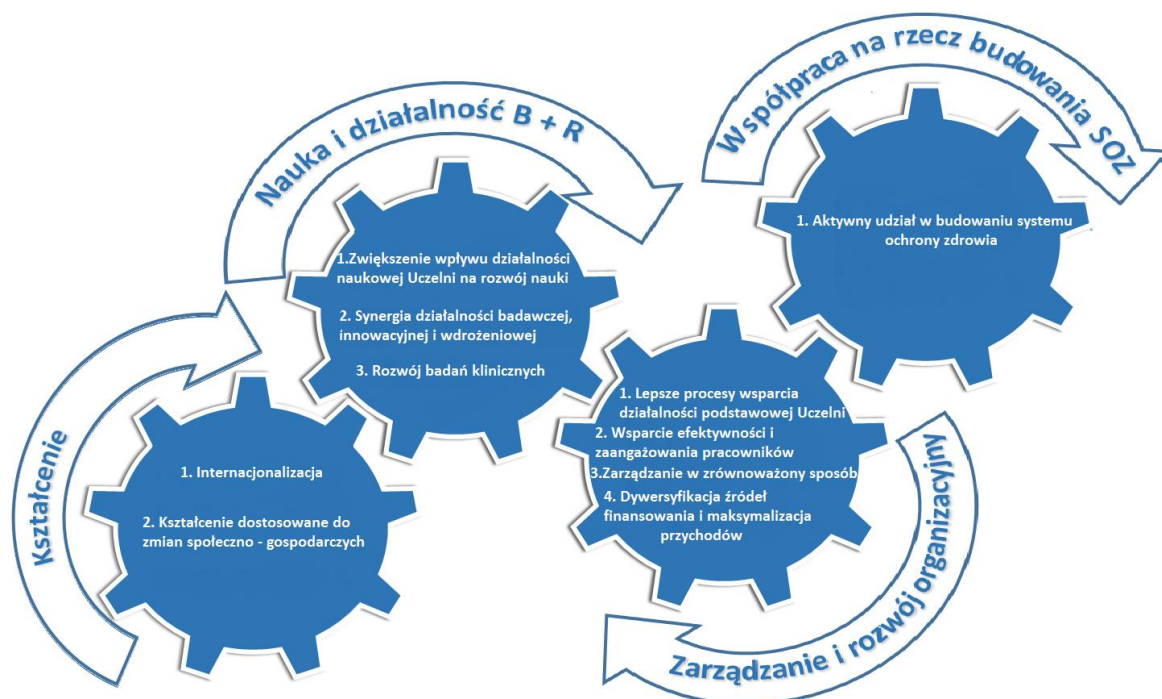 Kształcenie
1. Internacjonalizacja
2. Kształcenie dostosowane do
zmian społeczno - gospodarczych
Nauka i działalność B + R
1.Zwiększenie wpływu działalności
naukowej Uczelni na rozwój nauki
2. Synergia działalności badawczej,
innowacyjnej i wdrożeniowej
3. Rozwój badań klinicznych
Zarządzanie i rozwój organizacyjny
1. Lepsze procesy wsparcia
działalności podstawowej Uczelni
2. Wsparcie efektywności i
zaangażowania pracowników
3.Zarządzanie w zrównoważony sposób
4. Dywersyfikacja źródeł
finansowania i maksymalizacja
przychodów
Współpraca na rzecz budowania SOZ
1. Aktywny udział w budowaniu systemu
ochrony zdrowia